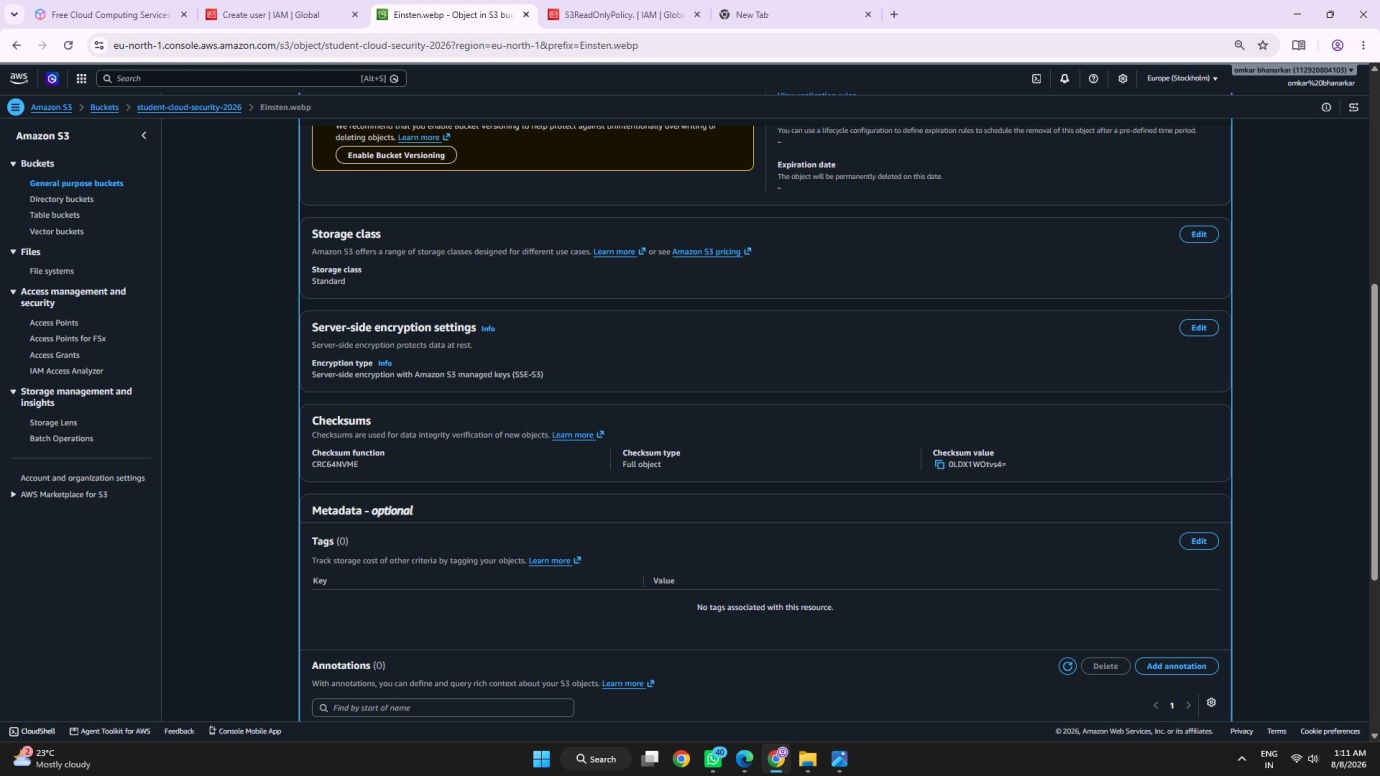 Free Cloud Computing Services
Create user | IAM | Global
Einsten.webp - Object in S3 buc
S3ReadOnlyPolicy. | IAM | Globa
New Tab
eu-north-1.console.aws.amazon.com/s3/object/student-cloud-security-2026?region=eu-north-1&prefix=Einsten.webp
aws
Search
[Alt+S]
Europe (Stockholm)
omkar bhanarkar (112920804103)
omkar%20bhanarkar
Amazon S3
Buckets
student-cloud-security-2026
Einsten.webp
Amazon S3
Buckets
General purpose buckets
Directory buckets
Table buckets
Vector buckets
Files
File systems
Access management and
security
Access Points
Access Points for FSx
Access Grants
IAM Access Analyzer
Storage management and
insights
Storage Lens
Batch Operations
Account and organization settings
AWS Marketplace for S3
We recommend that you enable Bucket Versioning to help protect against unintentionally overwriting or
deleting objects. Learn more
Enable Bucket Versioning
You can use a lifecycle configuration to define expiration rules to schedule the removal of this object after a pre-defined time period.
-
Expiration date
The object will be permanently deleted on this date.
-
Storage class
Edit
Amazon S3 offers a range of storage classes designed for different use cases. Learn more or see Amazon S3 pricing
Storage class
Standard
Server-side encryption settings Info
Edit
Server-side encryption protects data at rest.
Encryption type Info
Server-side encryption with Amazon S3 managed keys (SSE-S3)
Checksums
Checksums are used for data integrity verification of new objects. Learn more
Checksum function
CRC64NVME
Checksum type
Full object
Checksum value
0LDX1WOtvs4=
Metadata - optional
Tags (0)
Edit
Track storage cost of other criteria by tagging your objects. Learn more
Key
Value
No tags associated with this resource.
Annotations (0)
Delete
Add annotation
With annotations, you can define and query rich context about your S3 objects. Learn more
Find by start of name
1
CloudShell
Agent Toolkit for AWS
Feedback
Console Mobile App
© 2026, Amazon Web Services, Inc. or its affiliates.
Privacy
Terms
Cookie preferences
2
23°C
Mostly cloudy
Search
40
ENG
IN
1:11 AM
8/8/2026